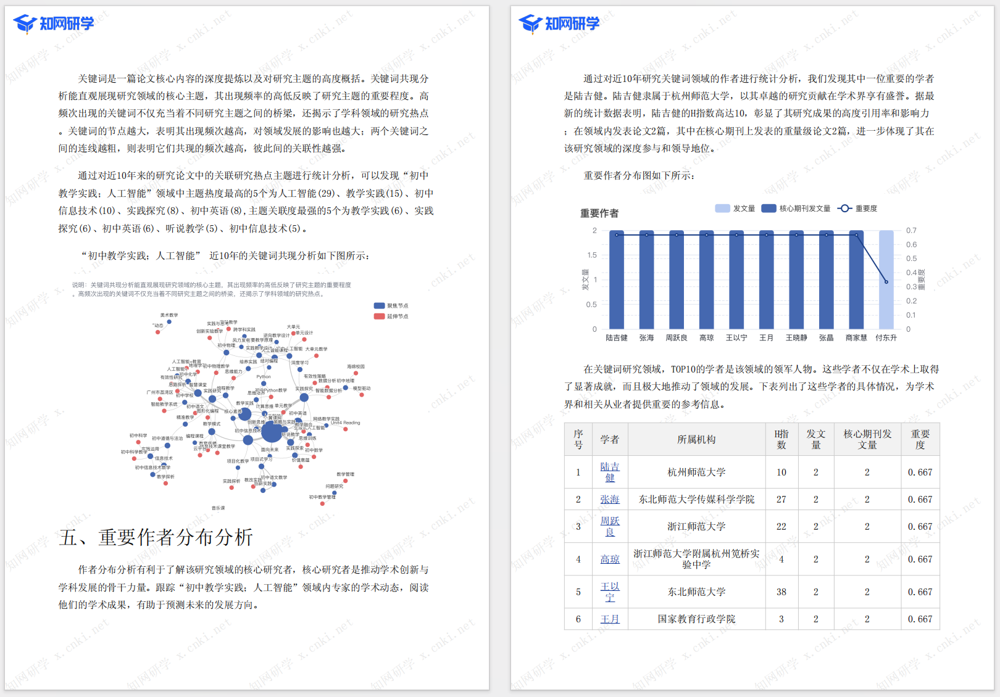 知网研学
关键词是一篇论文核心内容的深度提炼以及对研究主题的高度概括。关键词共现分
析能直观展现研究领域的核心主题，其出现频率的高低反映了研究主题的重要程度。高
频次出现的关键词不仅充当着不同研究主题之间的桥梁，还揭示了学科领域的研究热点
。关键词的节点越大，表明其出现频次越高，对领域发展的影响也越大；两个关键词之
间的连线越粗，则表明它们共现的频次越高，彼此间的关联性越强。
通过对近10年来的研究论文中的关联研究热点主题进行统计分析，可以发现“初中
教学实践；人工智能”领域中主题热度最高的5个为人工智能(29)、教学实践(15)、初中
信息技术(10)、实践探究(8)、初中英语(8),主题关联度最强的5个为教学实践(6)、实践
探究(6)、初中英语(6)、听说教学(5)、初中信息技术(5)。
“初中教学实践；人工智能” 近10年的关键词共现分析如下图所示：
说明：关键词共现分析能直观展现研究领域的核心主题，其出现频率的高低反映了研究主题的重要程度
。高频次出现的关键词不仅充当着不同研究主题之间的桥梁，还揭示了学科领域的研究热点。
聚焦节点
延伸节点
美术教学
"动态
实践与思考
创新实验教学
跨学科实践
大单元
逆向教学设计
单元设计
初中物理
实践教学设计
人工智能课程
大单元教学
人工智能+教育
初中物理教学
培养实践
结对编程
深度学习
海绵校园
思维能力
初中化学
有效性研究
Python
有效性策略
数据分析
初中地理
思路探析
智慧课堂
模型驱动
广州市荔湾区
初中学校
实践研究
编程教学
思维培养
初中Python教学
实践探究
智能数据分析
智能教学系统
初中语文
教学实践
计算思维
单元教学
图形化编程
核心素养
翼课网
初中英语
网络教学实践
精准教学
教学模式
创新思维
策略与实践
教学融合
生成式人工智能
Unit4 Reading
初中信息技术
听说教学
思维训练
初中科学
初中道德与法治
编程课程
信息技术课堂教学
云平台
实践运用
面向未来
实践探索
初中数学
初中科学教学
信息技术
项目化教学
项目式学习
价值意蕴
初中信息技术教学
教学探析
实践探析
教改实践
初中语文教学
创新实践
教学管理
问题研究
初中教学管理
音乐课
五、重要作者分布分析
作者分布分析有利于了解该研究领域的核心研究者，核心研究者是推动学术创新与
学科发展的骨干力量。跟踪“初中教学实践；人工智能”领域内专家的学术动态，阅读
他们的学术成果，有助于预测未来的发展方向。
知网研学
通过对近10年研究关键词领域的作者进行统计分析，我们发现其中一位重要的学者
是陆吉健。陆吉健隶属于杭州师范大学，以其卓越的研究贡献在学术界享有盛誉。据最
新的统计数据表明，陆吉健的H指数高达10，彰显了其研究成果的高度引用率和影响力
；在领域内发表论文2篇，其中在核心期刊上发表的重量级论文2篇，进一步体现了其在
该研究领域的深度参与和领导地位。
重要作者分布图如下所示：
重要作者
发文量 核心期刊发文量 重要度
2 0.7
0.6
1.5 0.5
0.4
1 0.3
0.5 0.2
0.1
0 0
发文量
重要度
陆吉健 张海 周跃良 高琼 王以宁 王月 王晓静 张晶 商家慧 付东升
在关键词研究领域，TOP10的学者是该领域的领军人物。这些学者不仅在学术上取得
了显著成就，而且极大地推动了领域的发展。下表列出了这些学者的具体情况，为学术
界和相关从业者提供重要的参考信息。
序号 学者 所属机构 H指数 发文量 核心期刊发文量 重要度
1 陆吉健 杭州师范大学 10 2 2 0.667
2 张海 东北师范大学传媒科学学院 27 2 2 0.667
3 周跃良 浙江师范大学 22 2 2 0.667
4 高琼 浙江师范大学附属杭州笕桥实验中学 4 2 2 0.667
5 王以宁 东北师范大学 38 2 2 0.667
6 王月 国家教育行政学院 3 2 2 0.667
知网研学 x.cnki.net